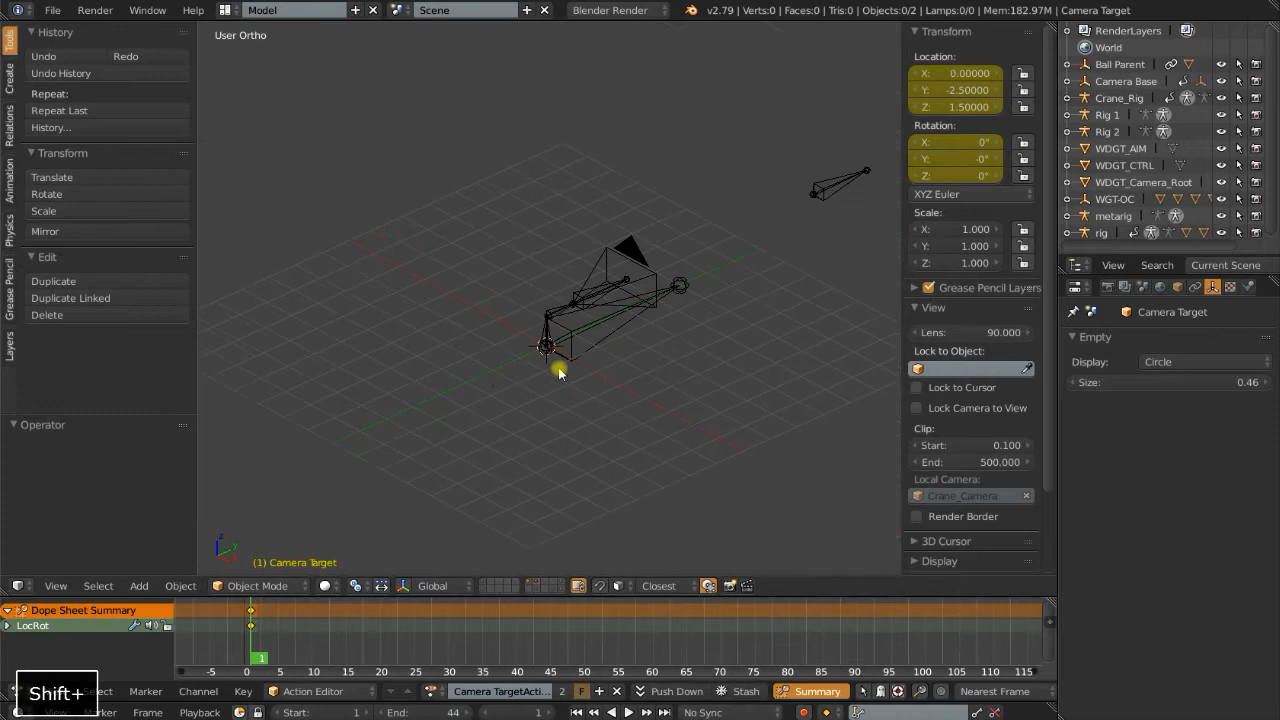 File Render Window Help Model Scene Blender Render v2.79 | Verts:0 | Faces:0 | Tris:0 | Objects:0/2 | Lamps:0/0 | Mem:182.97M | Camera Target
Tools
Create
Relations
Animation
Physics
Grease Pencil
Layers
History
Undo Redo
Undo History
Repeat:
Repeat Last
History...
Transform
Translate
Rotate
Scale
Mirror
Edit
Duplicate
Duplicate Linked
Delete
Operator
User Ortho
(1) Camera Target
Transform
Location:
X: 0.00000
Y: -2.50000
Z: 1.50000
Rotation:
X: 0°
Y: -0°
Z: 0°
XYZ Euler
Scale:
X: 1.000
Y: 1.000
Z: 1.000
Grease Pencil Layers
View
Lens: 90.000
Lock to Object:
Lock to Cursor
Lock Camera to View
Clip:
Start: 0.100
End: 500.000
Local Camera:
Crane_Camera
Render Border
3D Cursor
Display
RenderLayers
World
Ball Parent
Camera Base
Crane_Rig
Rig 1
Rig 2
WDGT_AIM
WDGT_CTRL
WDGT_Camera_Root
WGT-OC
metarig
rig
View Search Current Scene
Camera Target
Empty
Display: Circle
Size: 0.46
View Select Add Object Object Mode Global Closest
Dope Sheet Summary
LocRot
1
-5 0 5 10 15 20 25 30 35 40 45 50 55 60 65 70 75 80 85 90 95 100 105 110 115
Shift+
Marker Channel Key Action Editor Camera TargetActi... 2 F Push Down Stash Summary Nearest Frame
Marker Frame Playback Start: 1 End: 44 1 No Sync